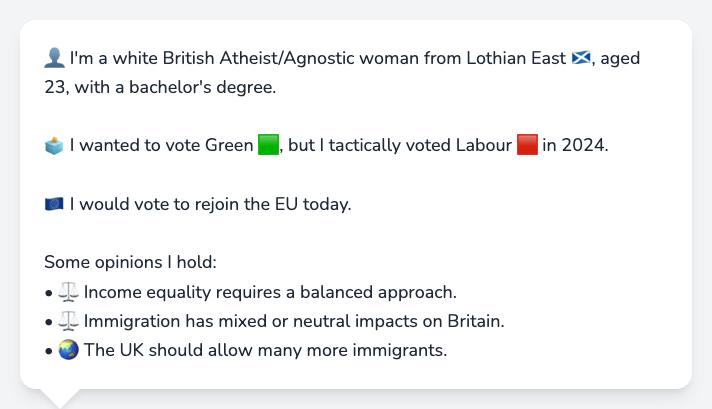 👤 I'm a white British Atheist/Agnostic woman from Lothian East 🏴󠁧󠁢󠁳󠁣󠁴󠁿, aged
23, with a bachelor's degree.
🗳️ I wanted to vote Green 🟩, but I tactically voted Labour 🟥 in 2024.
🇪🇺 I would vote to rejoin the EU today.
Some opinions I hold:
• ⚖️ Income equality requires a balanced approach.
• ⚖️ Immigration has mixed or neutral impacts on Britain.
• 🌏 The UK should allow many more immigrants.